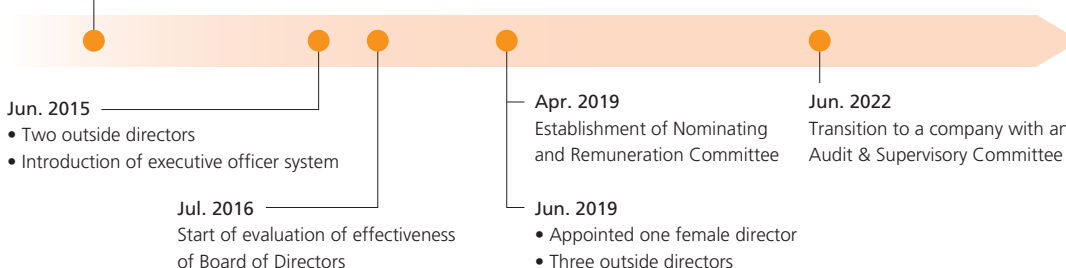 Jun. 2015
• Two outside directors
• Introduction of executive officer system
Jul. 2016
Start of evaluation of effectiveness
of Board of Directors
Apr. 2019
Establishment of Nominating
and Remuneration Committee
Jun. 2019
• Appointed one female director
• Three outside directors
Jun. 2022
Transition to a company with an
Audit & Supervisory Committee